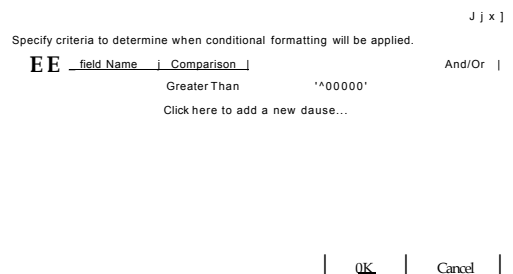 J j x ]
Specify criteria to determine when conditional formatting will be applied.
E E _ field Name j Comparison | And/Or |
Greater Than '^00000'
Click here to add a new dause...
| 0K | Cancel |